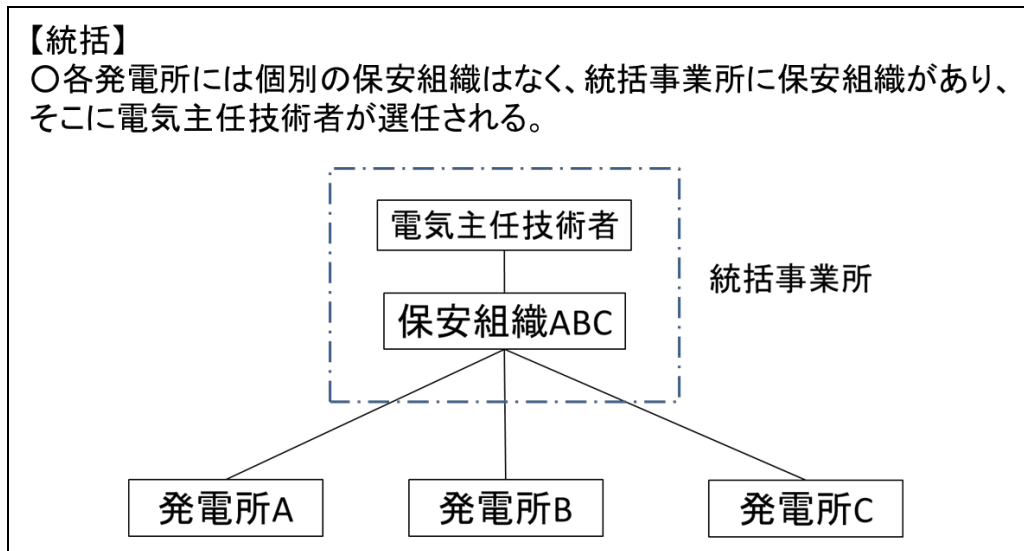 【統括】
〇各発電所には個別の保安組織はなく、統括事業所に保安組織があり、
そこに電気主任技術者が選任される。
電気主任技術者
統括事業所
保安組織ABC
発電所A
発電所B
発電所C